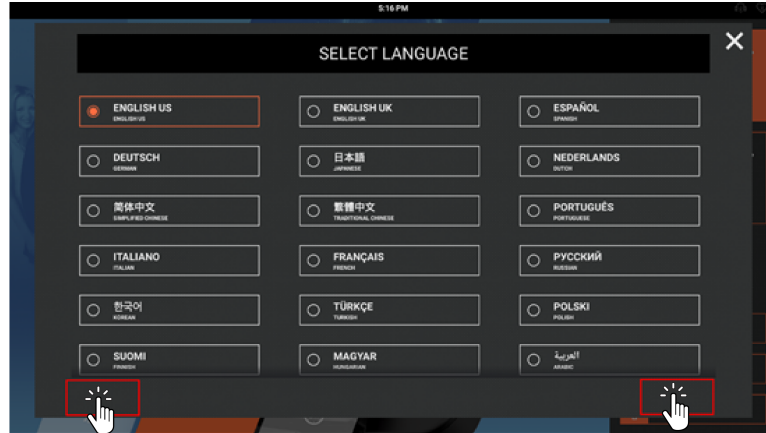 5:16 PM
SELECT LANGUAGE
ENGLISH US
ENGLISH US
ENGLISH UK
ENGLISH UK
ESPAÑOL
SPANISH
DEUTSCH
GERMAN
日本語
JAPANESE
NEDERLANDS
DUTCH
简体中文
SIMPLIFIED CHINESE
繁體中文
TRADITIONAL CHINESE
PORTUGUÊS
PORTUGUESE
ITALIANO
ITALIAN
FRANÇAIS
FRENCH
РУССКИЙ
RUSSIAN
한국어
KOREAN
TÜRKÇE
TURKISH
POLSKI
POLISH
SUOMI
FINNISH
MAGYAR
HUNGARIAN
العربية
ARABIC